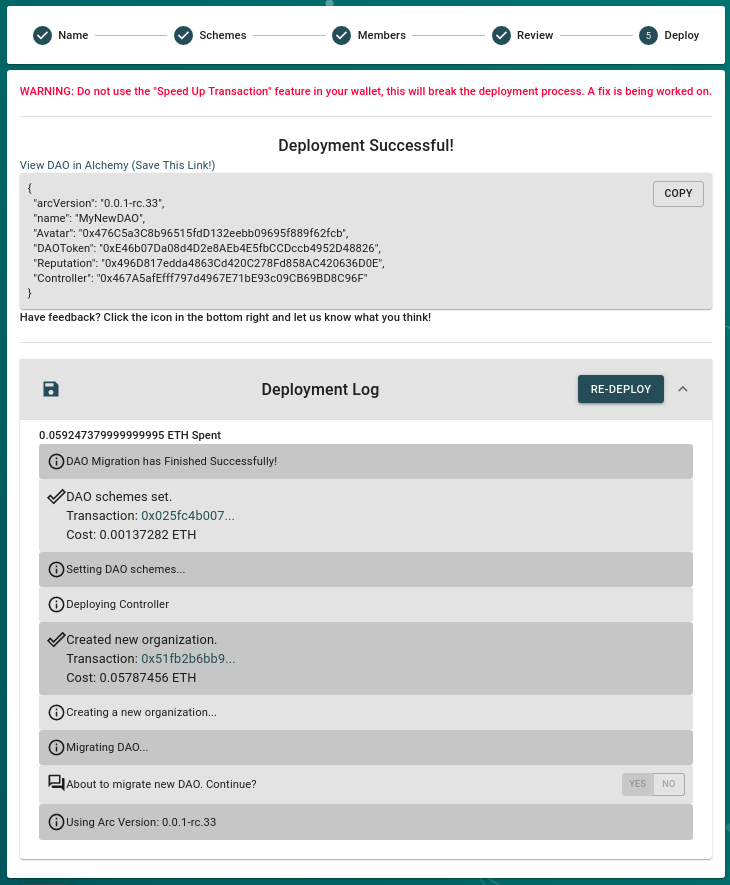 Name
Schemes
Members
Review
5 Deploy
WARNING: Do not use the "Speed Up Transaction" feature in your wallet, this will break the deployment process. A fix is being worked on.
Deployment Successful!
View DAO in Alchemy (Save This Link!)
COPY
{
"arcVersion": "0.0.1-rc.33",
"name": "MyNewDAO",
"Avatar": "0x476C5a3C8b96515fdD132eebb09695f889f62fcb",
"DAOToken": "0xE46b07Da08d4D2e8AEb4E5fbCCDccb4952D48826",
"Reputation": "0x496D817edda4863Cd420C278Fd858AC420636D0E",
"Controller": "0x467A5afEfff797d4967E71bE93c09CB69BD8C96F"
}
Have feedback? Click the icon in the bottom right and let us know what you think!
Deployment Log
RE-DEPLOY
0.059247379999999995 ETH Spent
DAO Migration has Finished Successfully!
DAO schemes set.
Transaction: 0x025fc4b007...
Cost: 0.00137282 ETH
Setting DAO schemes...
Deploying Controller
Created new organization.
Transaction: 0x51fb2b6bb9...
Cost: 0.05787456 ETH
Creating a new organization...
Migrating DAO...
About to migrate new DAO. Continue?
YES NO
Using Arc Version: 0.0.1-rc.33